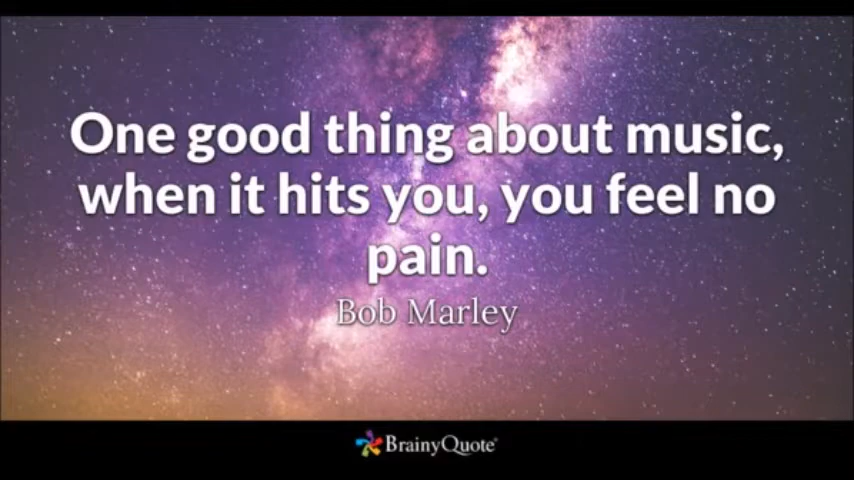 One good thing about music,
when it hits you, you feel no
pain.
Bob Marley
BrainyQuote®